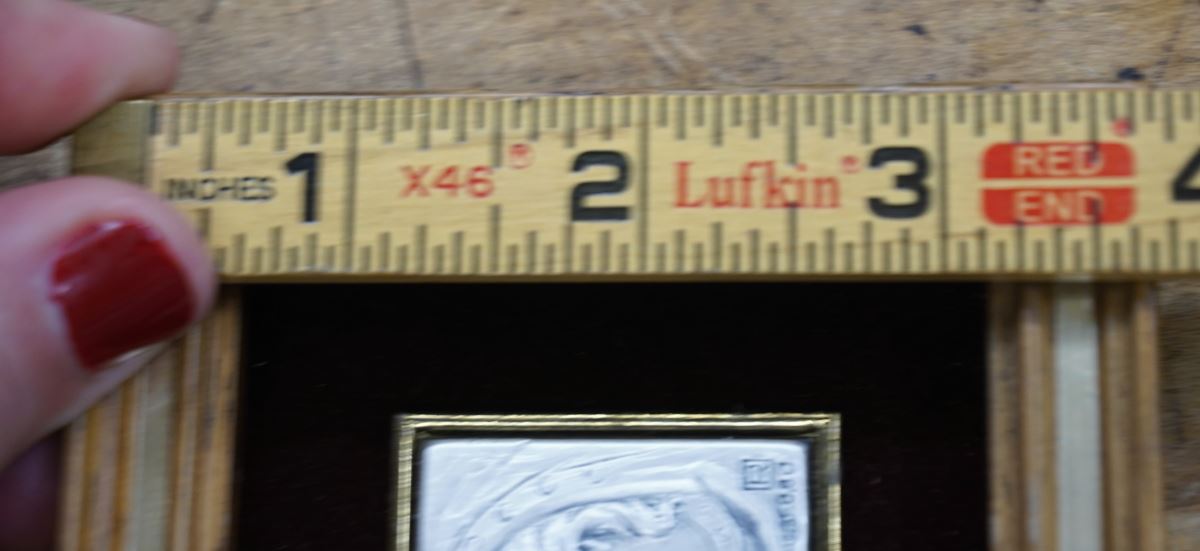 INCHES 1 X46® 2 Lufkin® 3 RED 4
END